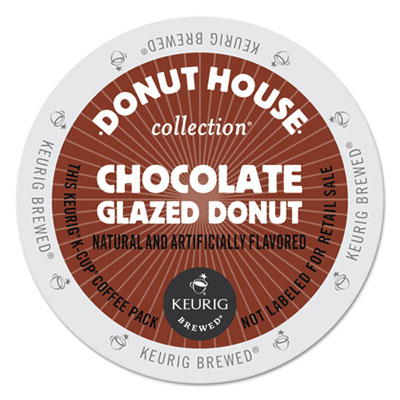 DONUT HOUSE
collection®
CHOCOLATE
GLAZED DONUT
NATURAL AND ARTIFICIALLY FLAVORED
THIS KEURIG® K-CUP® COFFEE PACK
NOT LABELED FOR RETAIL SALE
KEURIG
BREWED®
KEURIG BREWED®
KEURIG BREWED®
KEURIG BREWED®
KEURIG BREWED®